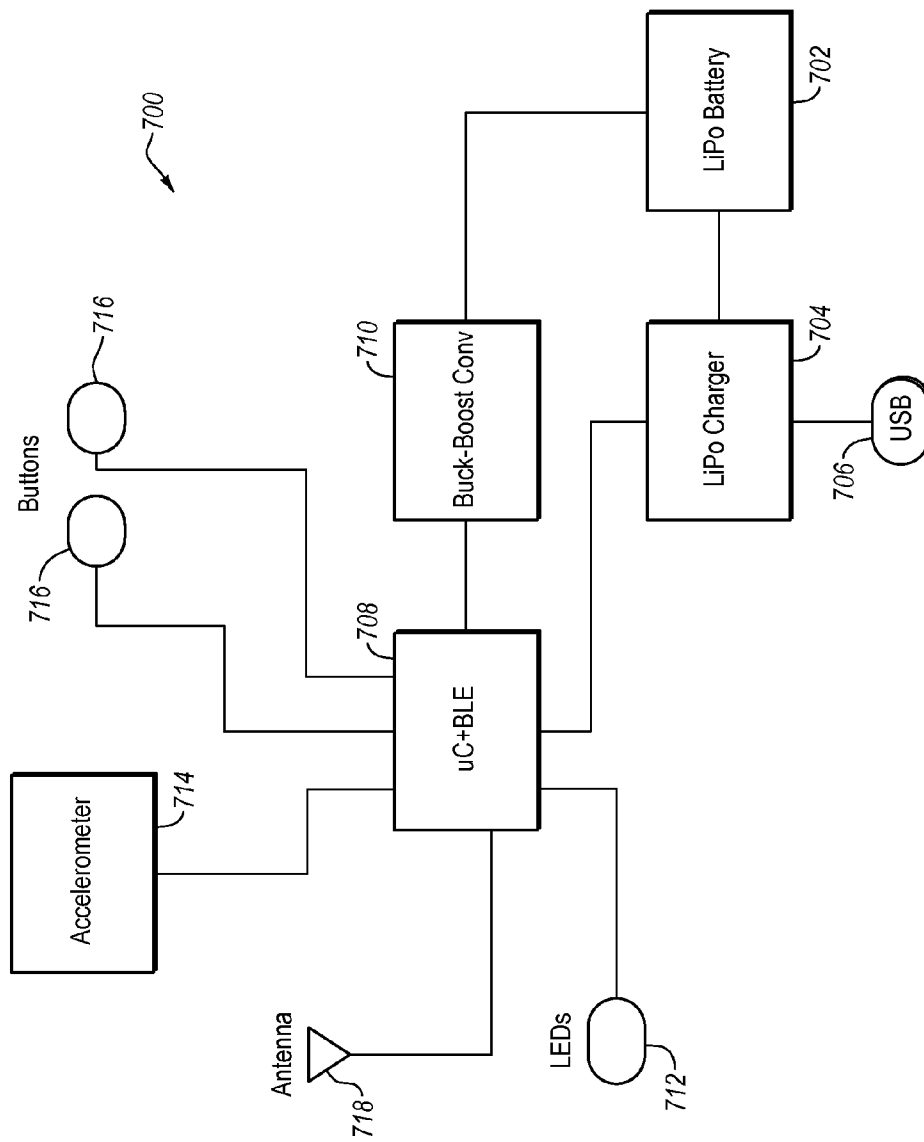 700
Accelerometer
714
Buttons
716
716
Antenna
718
uC+BLE
708
Buck-Boost Conv
710
LEDs
712
LiPo Charger
704
LiPo Battery
702
USB
706